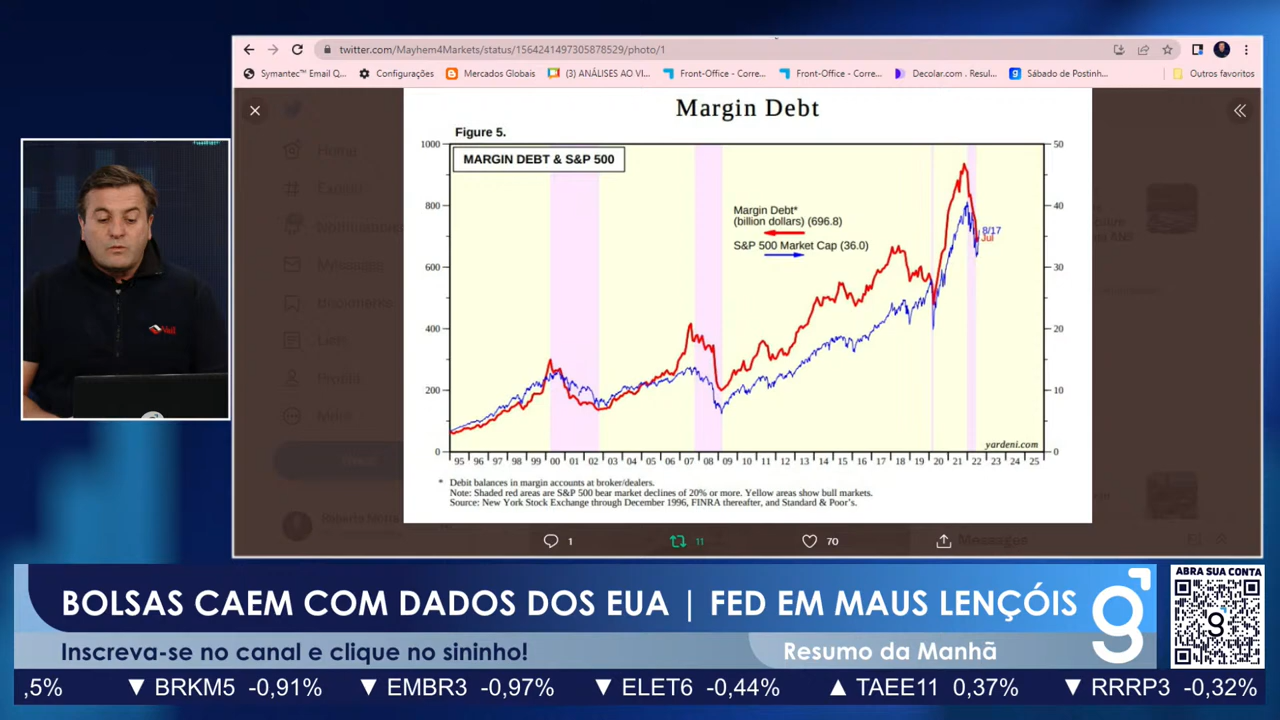 twitter.com/Mayhem4Markets/status/1564241497305878529/photo/1
Symantec™ Email Q...
Configurações
Mercados Globais
(3) ANÁLISES AO VI...
Front-Office - Corre...
Front-Office - Corre...
Decolar.com . Resul...
Sábado de Postinh...
Outros favoritos
Margin Debt
Figure 5.
MARGIN DEBT & S&P 500
1000
800
600
400
200
0
50
40
30
20
10
0
Margin Debt*
(billion dollars) (696.8)
S&P 500 Market Cap (36.0)
8/17
Jul
yardeni.com
95 96 97 98 99 00 01 02 03 04 05 06 07 08 09 10 11 12 13 14 15 16 17 18 19 20 21 22 23 24 25
* Debit balances in margin accounts at broker/dealers.
Note: Shaded red areas are S&P 500 bear market declines of 20% or more. Yellow areas show bull markets.
Source: New York Stock Exchange through December 1996, FINRA thereafter, and Standard & Poor's.
Home
Messages
Lists
Profile
More
Messages
1
11
70
BOLSAS CAEM COM DADOS DOS EUA | FED EM MAUS LENÇÓIS
Inscreva-se no canal e clique no sininho!
Resumo da Manhã
ABRA SUA CONTA
g
,5% ▼ BRKM5 -0,91% ▼ EMBR3 -0,97% ▼ ELET6 -0,44% ▲ TAEE11 0,37% ▼ RRRP3 -0,32%